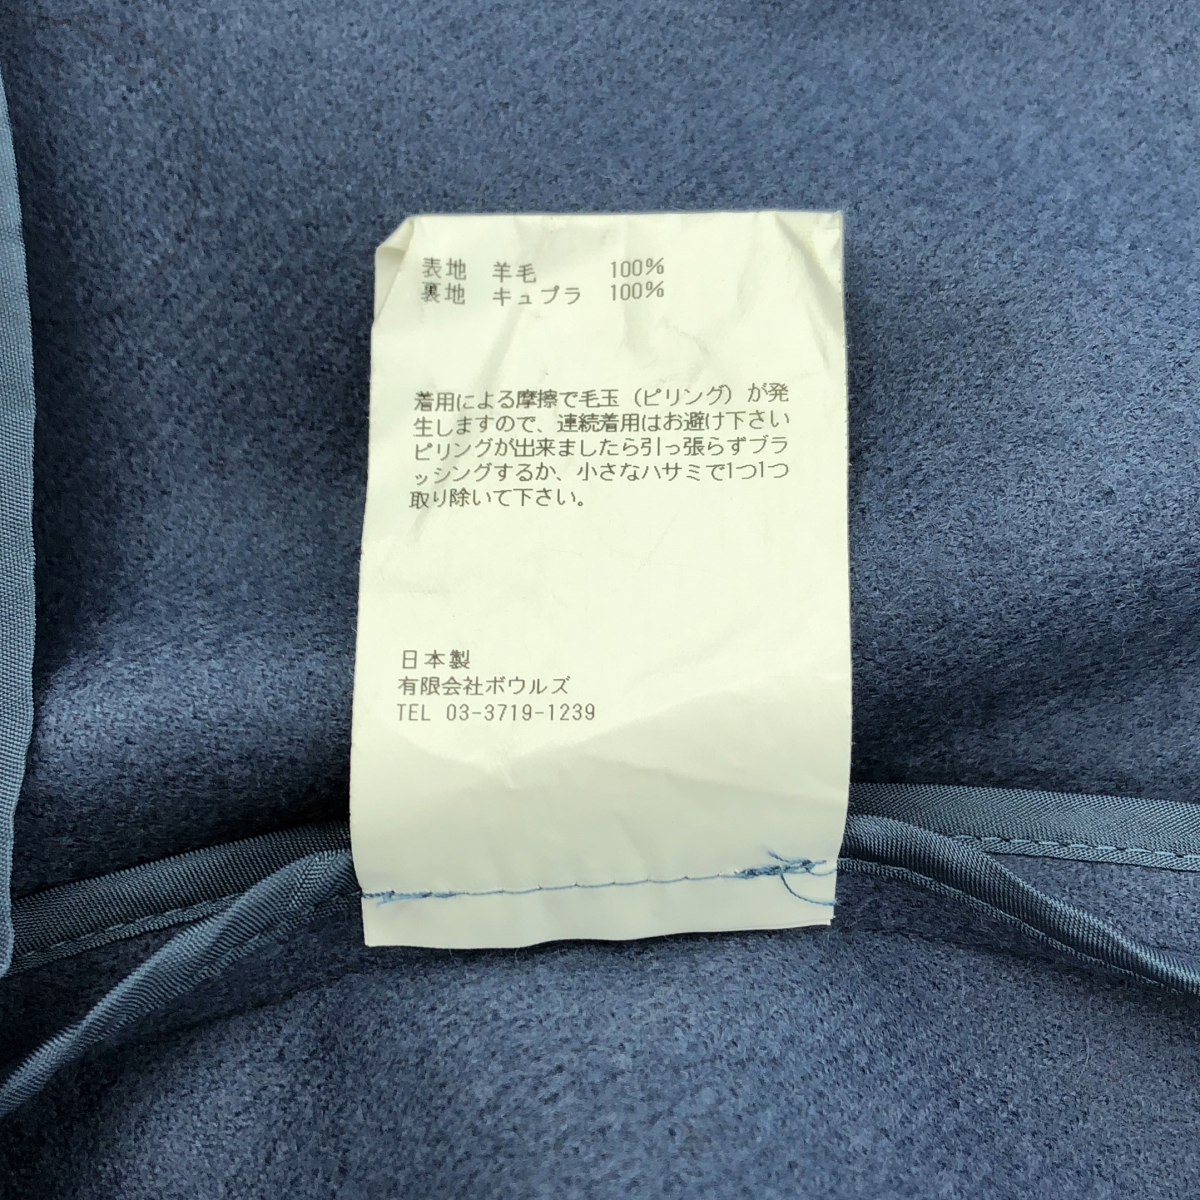 表地 羊毛 100%
裏地 キュプラ 100%
着用による摩擦で毛玉（ピリング）が発
生しますので、連続着用はお避け下さい
ピリングが出来ましたら引っ張らずブラ
ッシングするか、小さなハサミで1つ1つ
取り除いて下さい。
日本製
有限会社ボウルズ
TEL 03-3719-1239